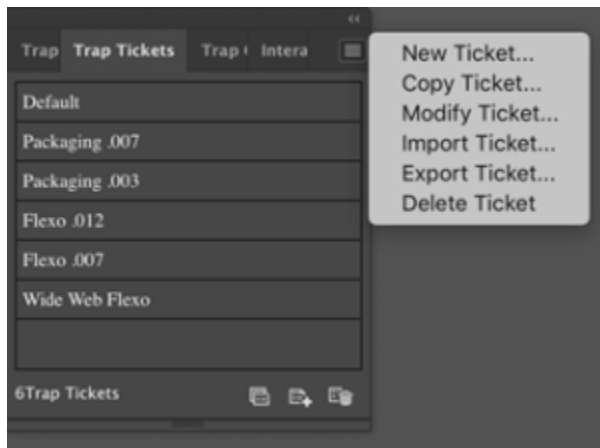 Trap Trap Tickets Trap Intera
Default
Packaging .007
Packaging .003
Flexo .012
Flexo .007
Wide Web Flexo
6Trap Tickets
New Ticket...
Copy Ticket...
Modify Ticket...
Import Ticket...
Export Ticket...
Delete Ticket